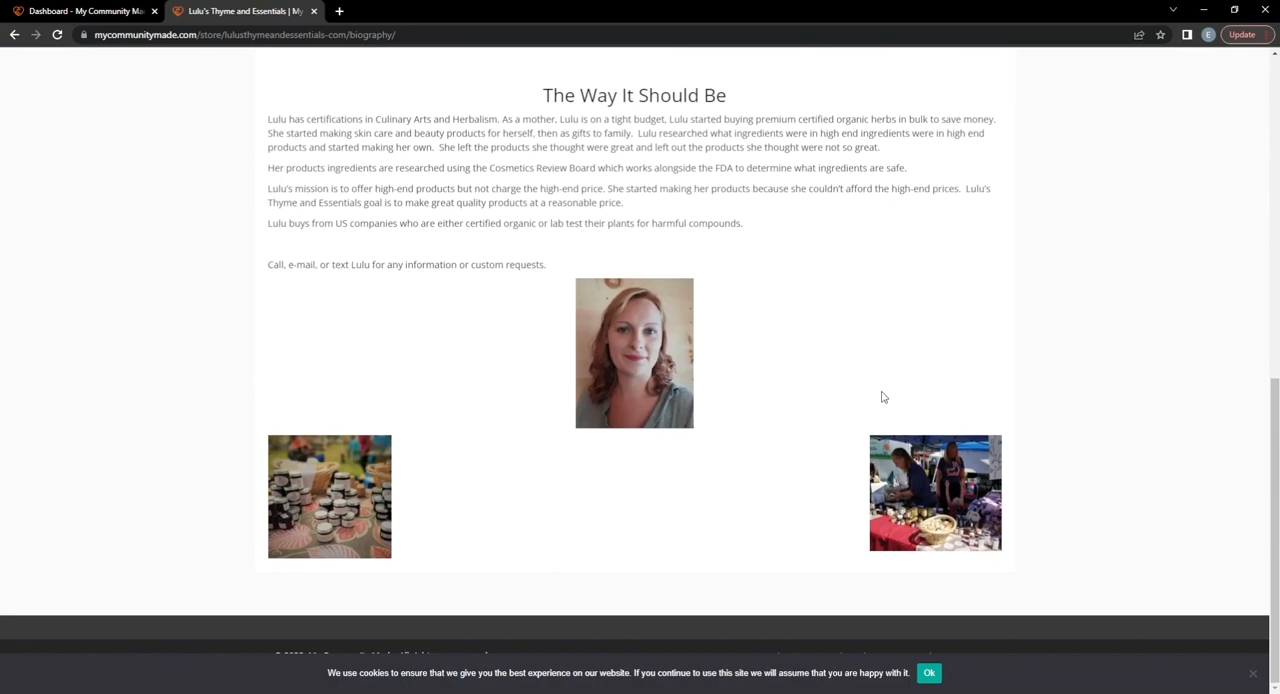 Dashboard - My Community Ma
Lulu's Thyme and Essentials | M
mycommunitymade.com/store/lulusthymeandessentials-com/biography/
E
Update
The Way It Should Be
Lulu has certifications in Culinary Arts and Herbalism. As a mother, Lulu is on a tight budget, Lulu started buying premium certified organic herbs in bulk to save money.
She started making skin care and beauty products for herself, then as gifts to family. Lulu researched what ingredients were in high end ingredients were in high end
products and started making her own. She left the products she thought were great and left out the products she thought were not so great.
Her products ingredients are researched using the Cosmetics Review Board which works alongside the FDA to determine what ingredients are safe.
Lulu's mission is to offer high-end products but not charge the high-end price. She started making her products because she couldn't afford the high-end prices. Lulu's
Thyme and Essentials goal is to make great quality products at a reasonable price.
Lulu buys from US companies who are either certified organic or lab test their plants for harmful compounds.
Call, e-mail, or text Lulu for any information or custom requests.
We use cookies to ensure that we give you the best experience on our website. If you continue to use this site we will assume that you are happy with it.
Ok